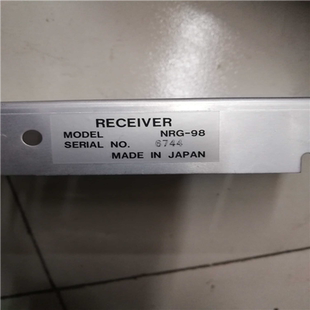 RECEIVER
MODEL NRG-98
SERIAL NO. 6744
MADE IN JAPAN